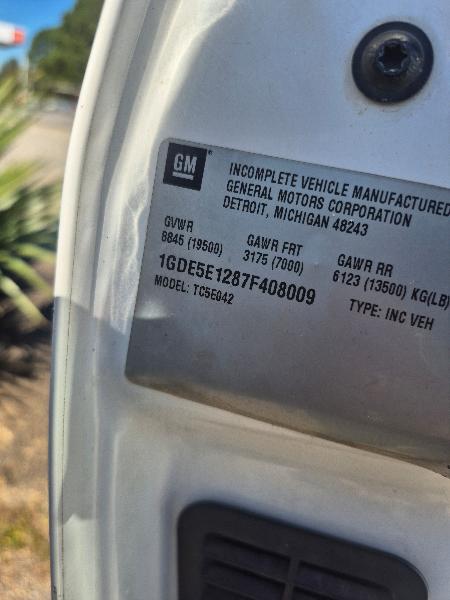 GM
INCOMPLETE VEHICLE MANUFACTURED
GENERAL MOTORS CORPORATION
DETROIT, MICHIGAN 48243
GVWR GAWR FRT GAWR RR
8845 (19500) 3175 (7000) 6123 (13500) KG(LB)
1GDE5E1287F408009 TYPE: INC VEH
MODEL: TC5E042